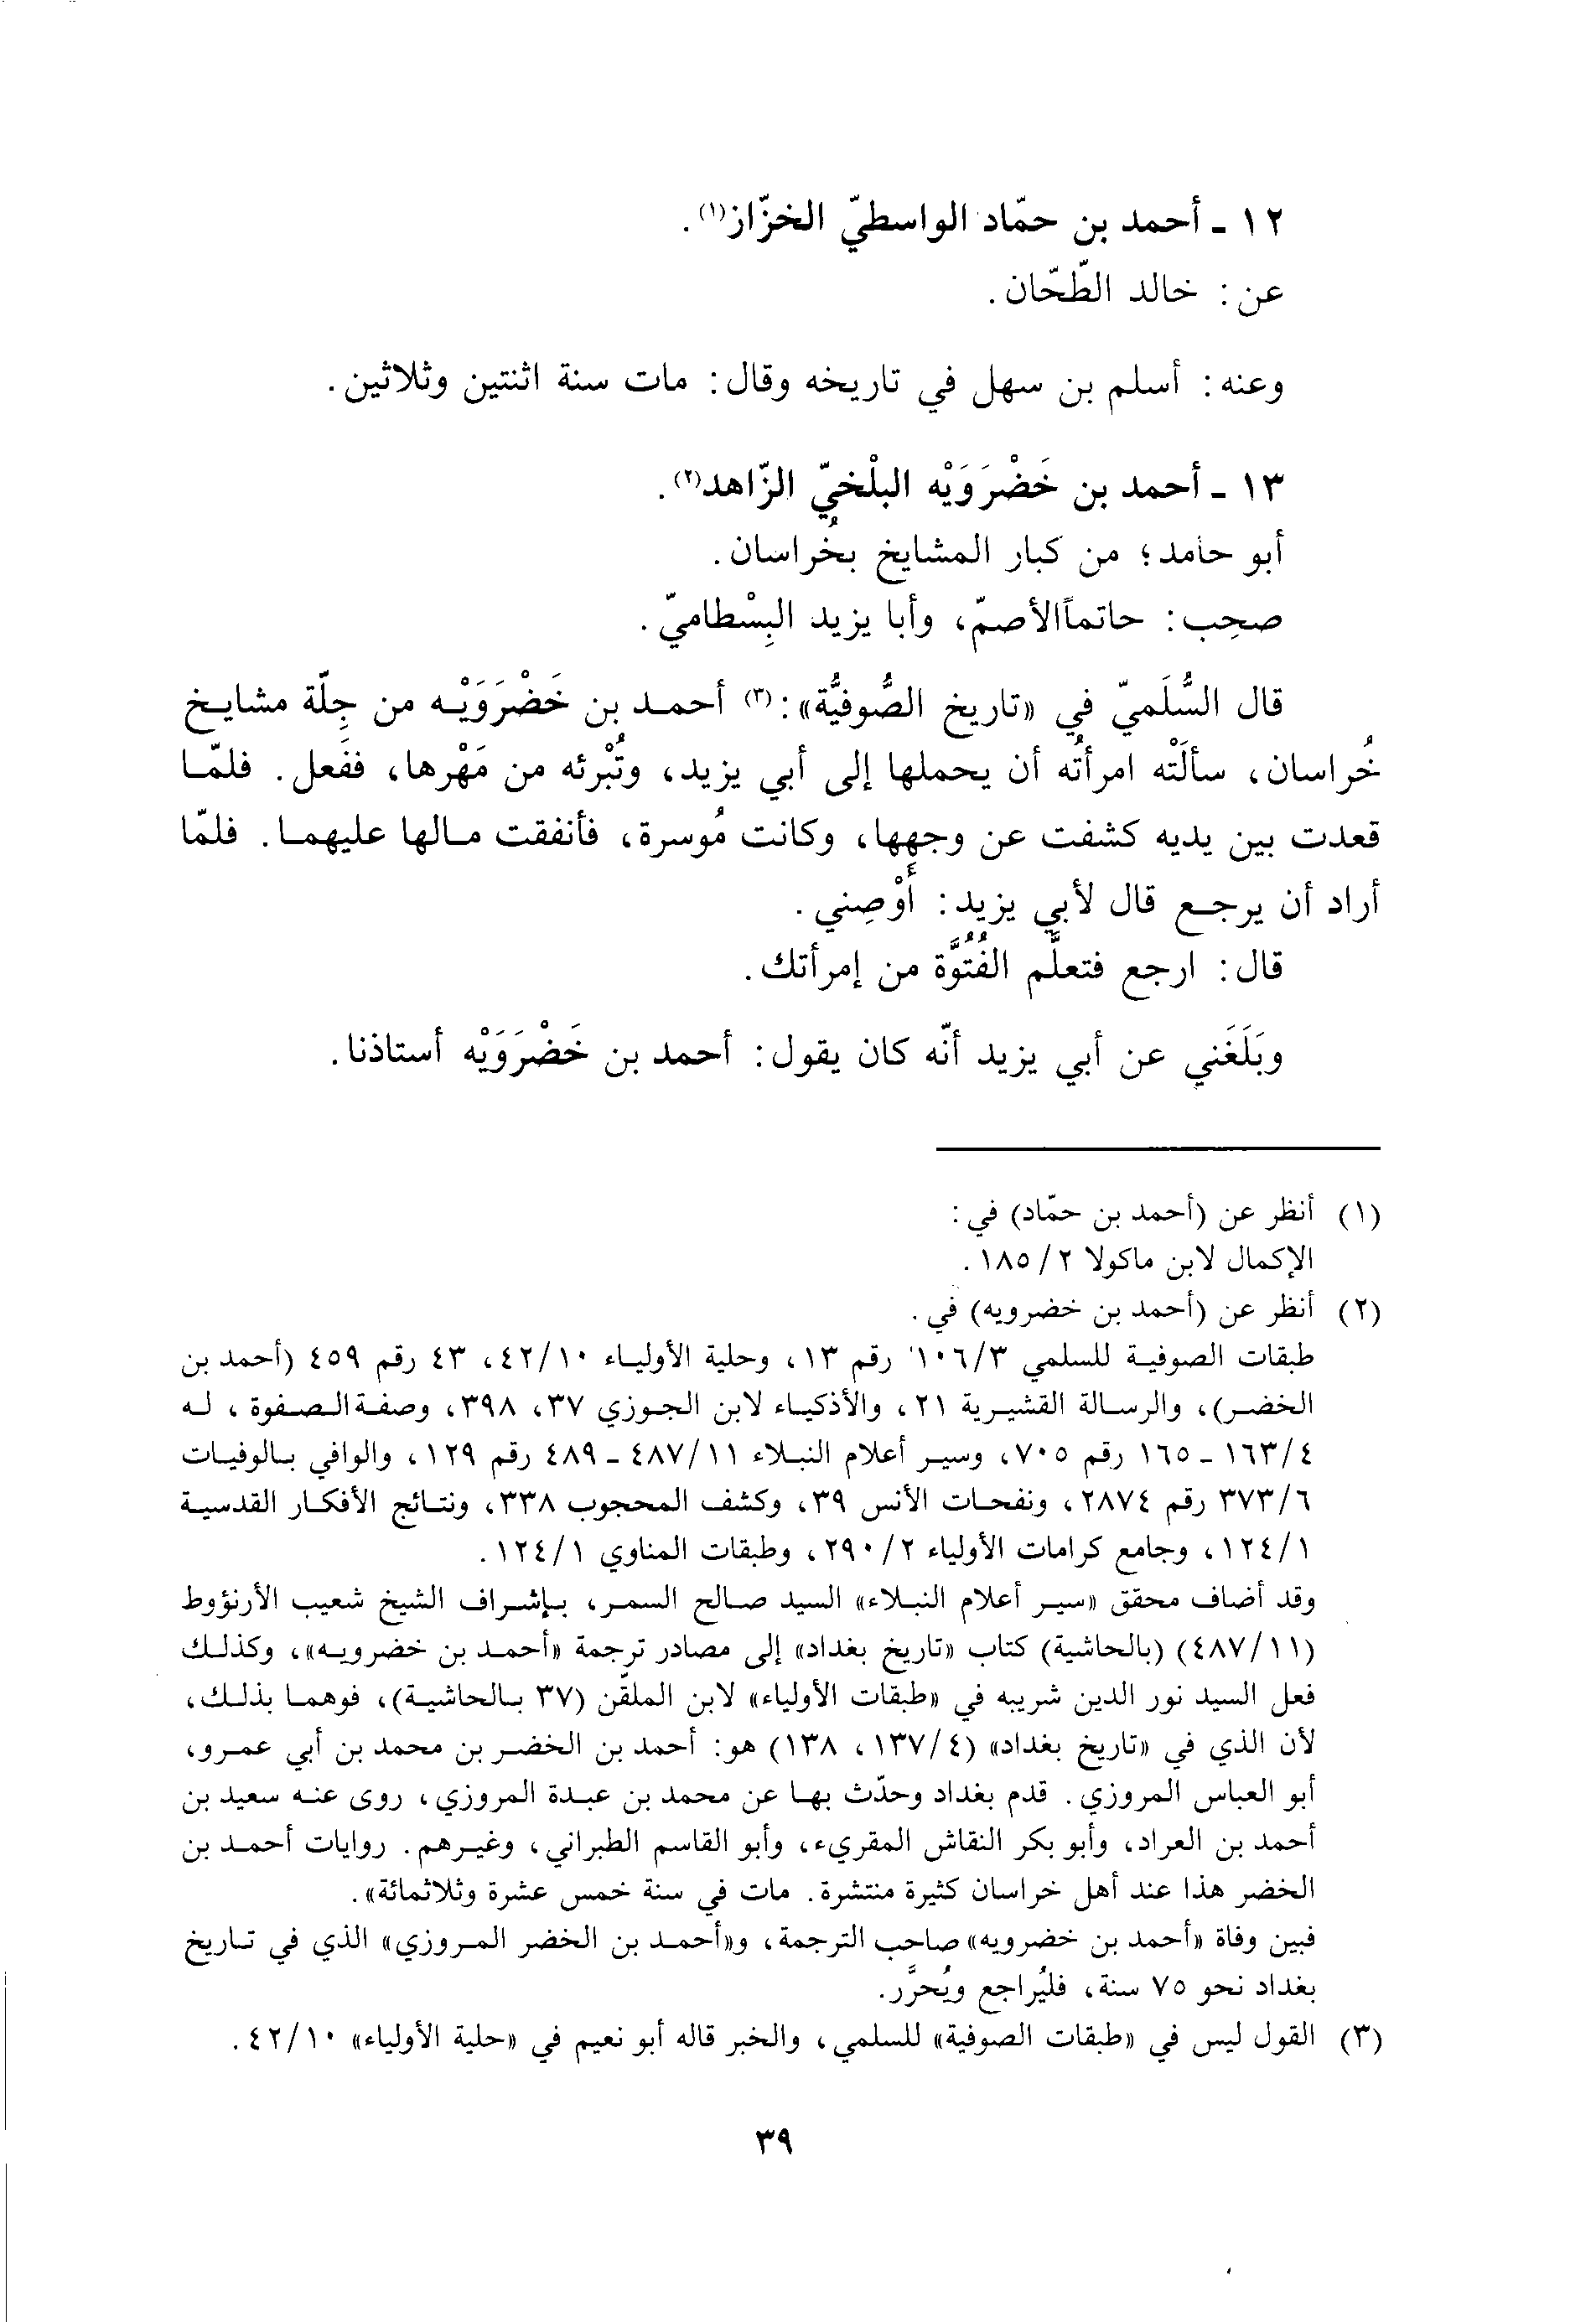 ١٢ - أحمد بن حمّاد الواسطيّ الخزّاز(١).
عن: خالد الطّحّان.
وعنه: أسلم بن سهل في تاريخه وقال: مات سنة اثنتين وثلاثين.
١٣ - أحمد بن خَضْرَوَيْه البلْخيّ الزّاهد(٢).
أبو حامد؛ من كبار المشايخ بخُراسان.
صحِب: حاتماً الأصمّ، وأبا يزيد البِسْطاميّ.
قال السُّلَميّ في «تاريخ الصُّوفيُّة»:(٣) أحمد بن خَضْرَوَيْه من جِلّة مشايخ
خُراسان، سألَتْه امرأتُه أن يحملها إلى أبي يزيد، وتُبْرئه من مَهْرها، ففَعل. فلمّا
قعدت بين يديه كشفت عن وجهها، وكانت مُوسرة، فأنفقت مالها عليهما. فلمّا
أراد أن يرجع قال لأبي يزيد: أَوْصِني.
قال: ارجع فتعلَّم الفُتُوَّة من إمرأتك.
وبَلَغَني عن أبي يزيد أنّه كان يقول: أحمد بن خَضْرَوَيْه أستاذنا.
(١) أنظر عن (أحمد بن حمّاد) في:
الإكمال لابن ماكولا ٢/١٨٥.
(٢) أنظر عن (أحمد بن خضرويه) في.
طبقات الصوفية للسلمي ١٠٦/٣ رقم ١٣، وحلية الأولياء ٤٢/١٠، ٤٣ رقم ٤٥٩ (أحمد بن
الخضر)، والرسالة القشيرية ٢١، والأذكياء لابن الجوزي ٣٧، ٣٩٨، وصفة الصفوة، له
١٦٣/٤ - ١٦٥ رقم ٧٠٥، وسير أعلام النبلاء ٤٨٧/١١ - ٤٨٩ رقم ١٢٩، والوافي بالوفيات
٣٧٣/٦ رقم ٢٨٧٤، ونفحات الأنس ٣٩، وكشف المحجوب ٣٣٨، ونتائج الأفكار القدسية
١٢٤/١، وجامع كرامات الأولياء ٢٩٠/٢، وطبقات المناوي ١٢٤/١.
وقد أضاف محقق «سير أعلام النبلاء» السيد صالح السمر، بإشراف الشيخ شعيب الأرنؤوط
(٤٨٧/١١) (بالحاشية) كتاب «تاريخ بغداد» إلى مصادر ترجمة «أحمد بن خضرويه»، وكذلك
فعل السيد نور الدين شريبه في «طبقات الأولياء» لابن الملقّن (٣٧ بالحاشية)، فوهما بذلك،
لأن الذي في «تاريخ بغداد» (١٣٧/٤، ١٣٨) هو: أحمد بن الخضر بن محمد بن أبي عمرو،
أبو العباس المروزي. قدم بغداد وحدّث بها عن محمد بن عبدة المروزي، روى عنه سعيد بن
أحمد بن العراد، وأبو بكر النقاش المقريء، وأبو القاسم الطبراني، وغيرهم. روايات أحمد بن
الخضر هذا عند أهل خراسان كثيرة منتشرة. مات في سنة خمس عشرة وثلاثمائة».
فبين وفاة «أحمد بن خضرويه» صاحب الترجمة، و«أحمد بن الخضر المروزي» الذي في تاريخ
بغداد نحو ٧٥ سنة، فليُراجع ويُحرَّر.
(٣) القول ليس في «طبقات الصوفية» للسلمي، والخبر قاله أبو نعيم في «حلية الأولياء» ٤٢/١٠.
٣٩